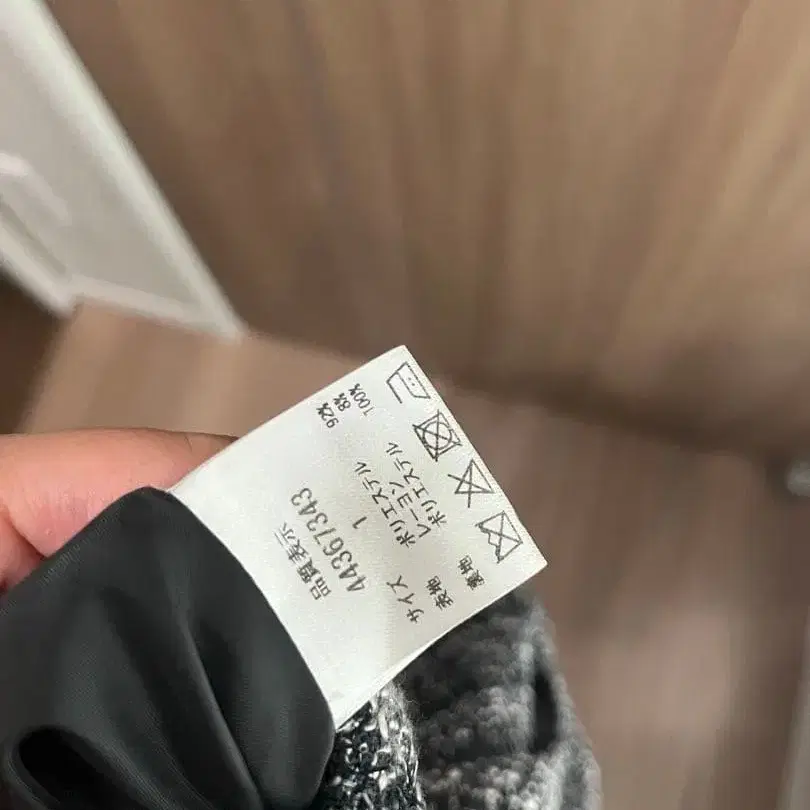 品質表示
44367343
サイズ 1
表地 ポリエステル 92%
レーヨン 8%
裏地 ポリエステル 100%